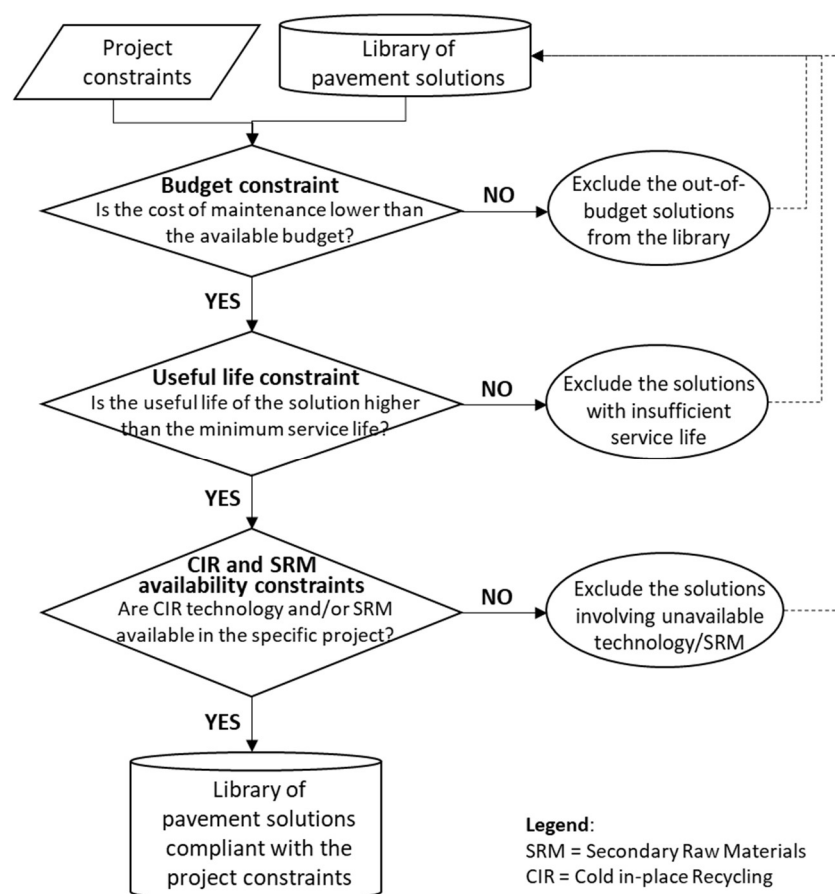 Project
constraints
Library of
pavement solutions
Budget constraint
Is the cost of maintenance lower than
the available budget?
NO
Exclude the out-of-
budget solutions
from the library
YES
Useful life constraint
Is the useful life of the solution higher
than the minimum service life?
NO
Exclude the solutions
with insufficient
service life
YES
CIR and SRM
availability constraints
Are CIR technology and/or SRM
available in the specific project?
NO
Exclude the solutions
involving unavailable
technology/SRM
YES
Library of
pavement solutions
compliant with the
project constraints
Legend:
SRM = Secondary Raw Materials
CIR = Cold in-place Recycling